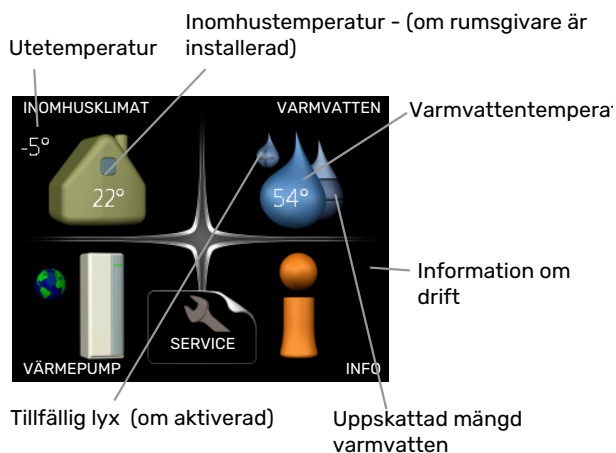 Inomhustemperatur - (om rumsgivare är
installerad)
Utetemperatur
INOMHUSKLIMAT
VARMVATTEN
Varmvattentemperat
-5°
22°
54°
Information om
drift
SERVICE
VÄRMEPUMP
INFO
Tillfällig lyx (om aktiverad)
Uppskattad mängd
varmvatten